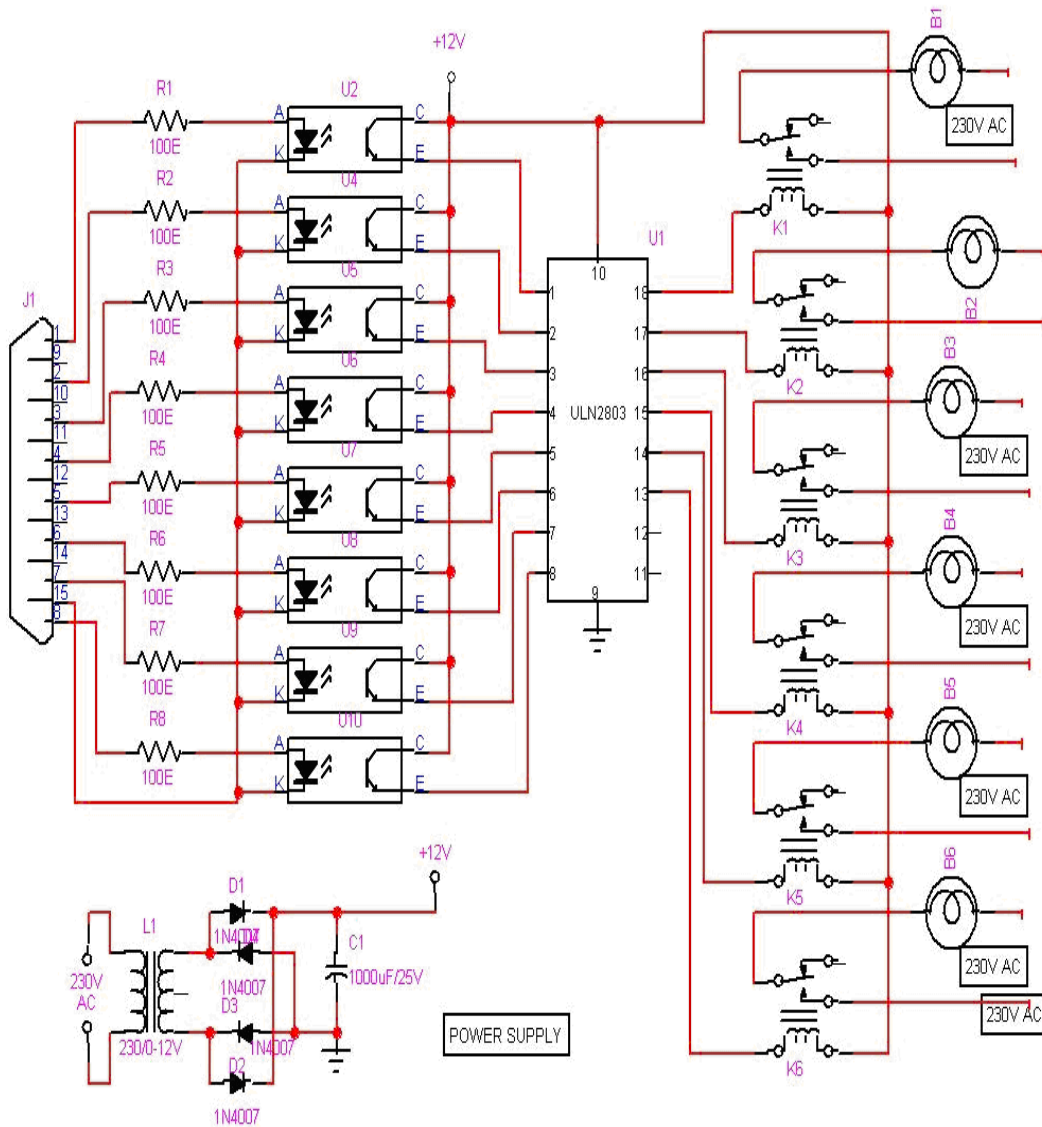 +12V
B1
R1
U2
A
C
100E
K
E
230V AC
R2
U4
A
C
100E
K
E
K1
U1
R3
U5
A
C
100E
K
E
B2
J1
1
9
2
10
3
11
4
12
5
13
6
14
7
15
8
R4
U6
A
C
100E
K
E
10
1
2
3
4
5
6
7
8
9
ULN2803
18
17
16
15
14
13
12
11
K2
B3
230V AC
R5
U7
A
C
100E
K
E
K3
B4
230V AC
R6
U8
A
C
100E
K
E
R7
U9
A
C
100E
K
E
K4
B5
230V AC
R8
U10
A
C
100E
K
E
K5
B6
230V AC
230V AC
K6
+12V
D1
1N4007
L1
230V
AC
230/0-12V
1N4007
D3
1N4007
D2
1N4007
C1
1000uF/25V
POWER SUPPLY